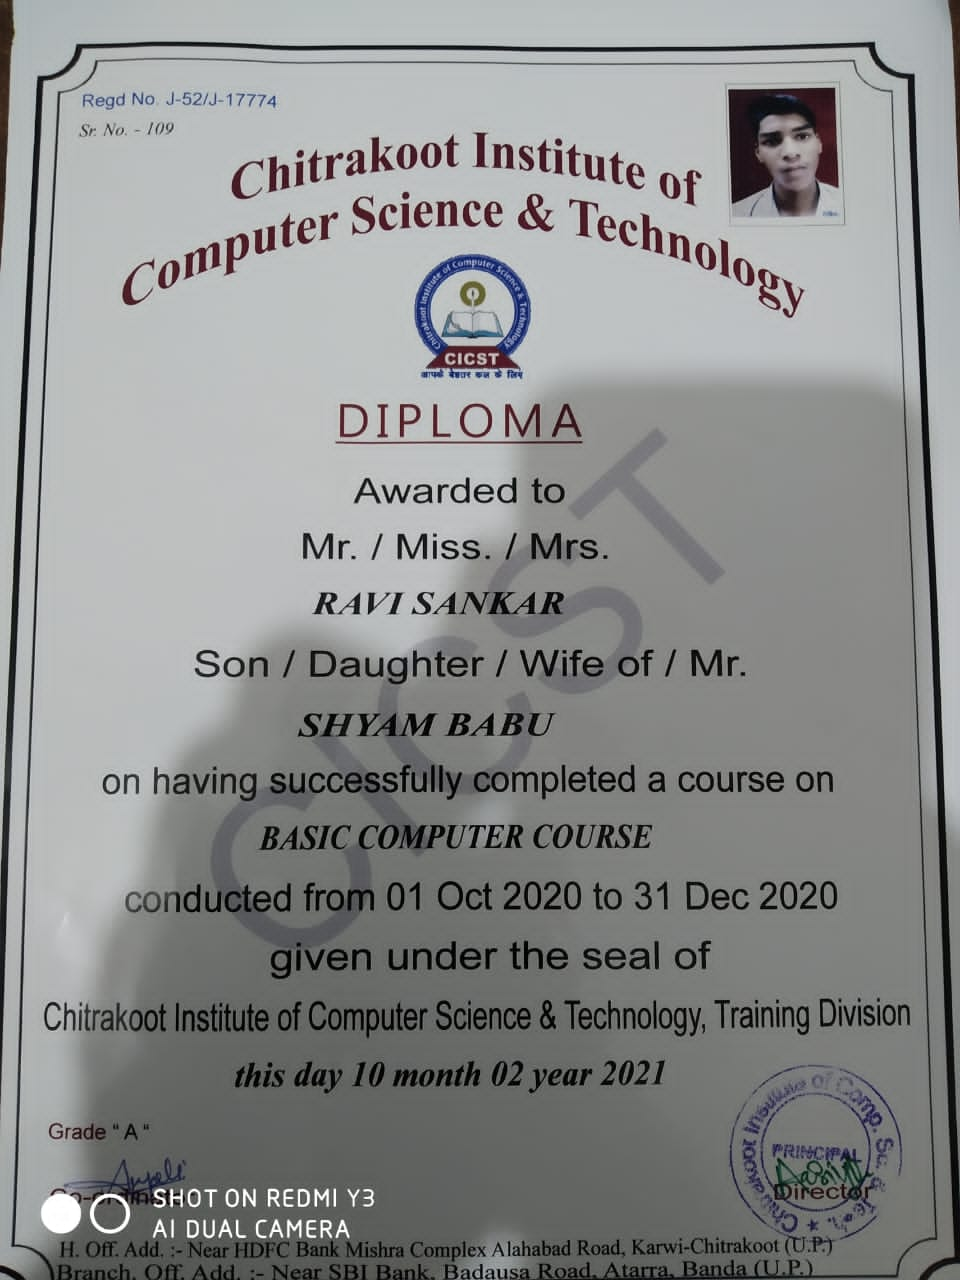 Regd No. J-52/J-17774
Sr. No. - 109
Chitrakoot Institute of
Computer Science & Technology
Chitrakoot Institute of Computer Science & Technology
CICST
आपके बेहतर कल के लिए
DIPLOMA
Awarded to
Mr. / Miss. / Mrs.
RAVI SANKAR
Son / Daughter / Wife of / Mr.
SHYAM BABU
on having successfully completed a course on
BASIC COMPUTER COURSE
conducted from 01 Oct 2020 to 31 Dec 2020
given under the seal of
Chitrakoot Institute of Computer Science & Technology, Training Division
this day 10 month 02 year 2021
CICST
Grade “ A “
Chitrakoot Institute of Comp. Sc. & Tech.
PRINCIPAL
Director
SHOT ON REDMI Y3
AI DUAL CAMERA
H. Off. Add. :- Near HDFC Bank Mishra Complex Alahabad Road, Karwi-Chitrakoot (U.P.)
Branch. Off. Add. :- Near SBI Bank, Badausa Road, Atarra, Banda (U.P.)